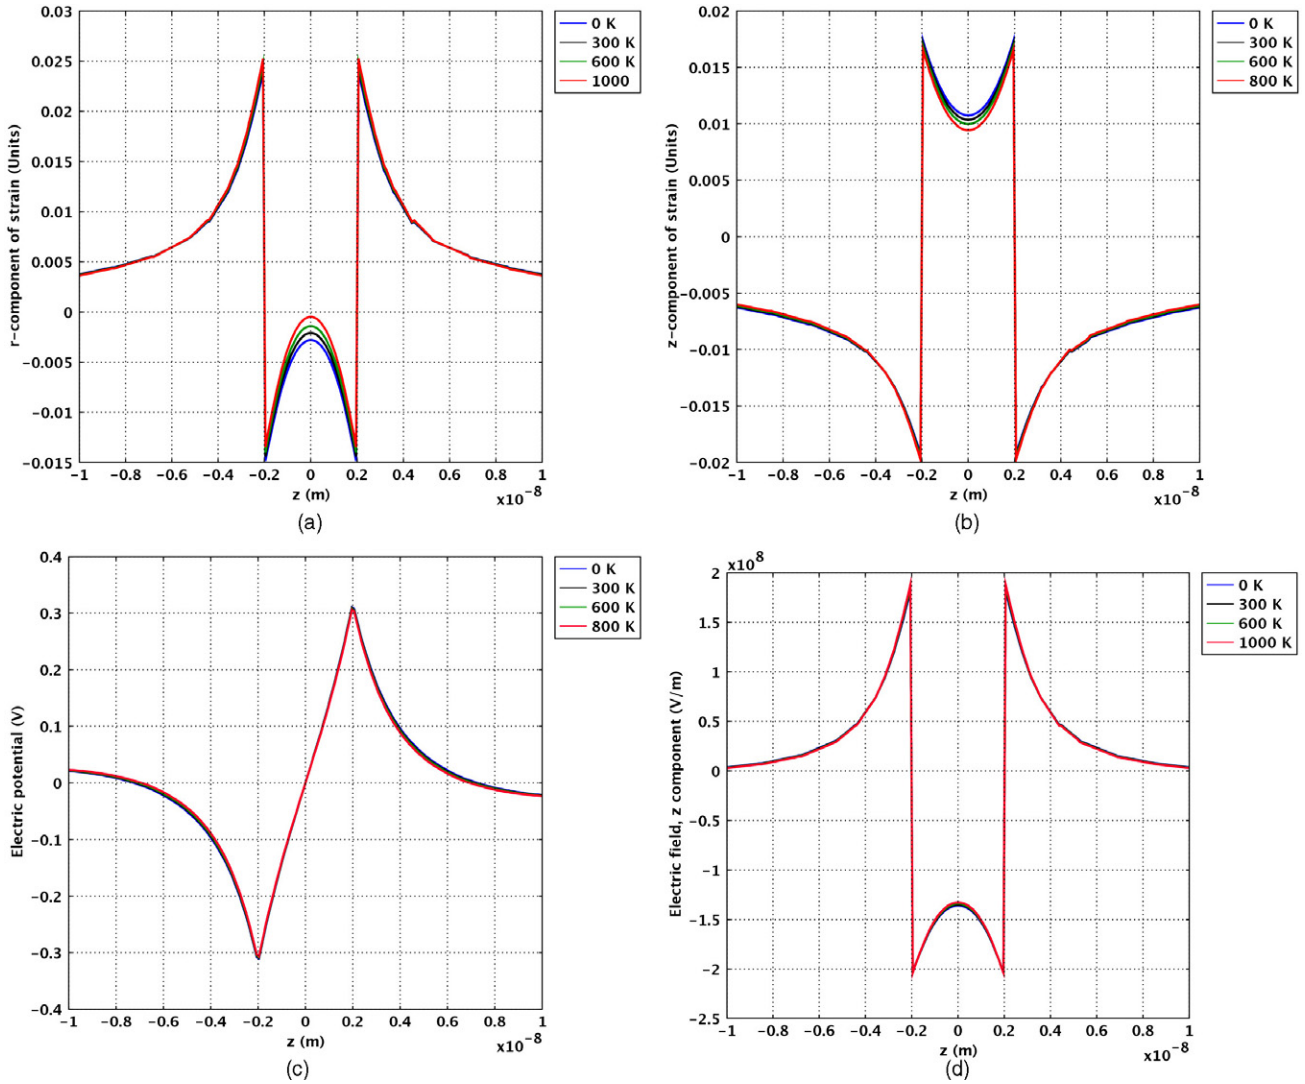 0.03
0.025
0.02
0.015
0.01
0.005
0
−0.005
−0.01
−0.015
r−component of strain (Units)
−1 −0.8 −0.6 −0.4 −0.2 0 0.2 0.4 0.6 0.8 1
z (m)
x10⁻⁸
0 K
300 K
600 K
1000
(a)
0.02
0.015
0.01
0.005
0
−0.005
−0.01
−0.015
−0.02
z−component of strain (Units)
−1 −0.8 −0.6 −0.4 −0.2 0 0.2 0.4 0.6 0.8 1
z (m)
x10⁻⁸
0 K
300 K
600 K
800 K
(b)
0.4
0.3
0.2
0.1
0
−0.1
−0.2
−0.3
−0.4
Electric potential (V)
−1 −0.8 −0.6 −0.4 −0.2 0 0.2 0.4 0.6 0.8 1
z (m)
x10⁻⁸
0 K
300 K
600 K
800 K
(c)
x10⁸
2
1.5
1
0.5
0
−0.5
−1
−1.5
−2
−2.5
Electric field, z component (V/m)
−1 −0.8 −0.6 −0.4 −0.2 0 0.2 0.4 0.6 0.8 1
z (m)
x10⁻⁸
0 K
300 K
600 K
1000 K
(d)